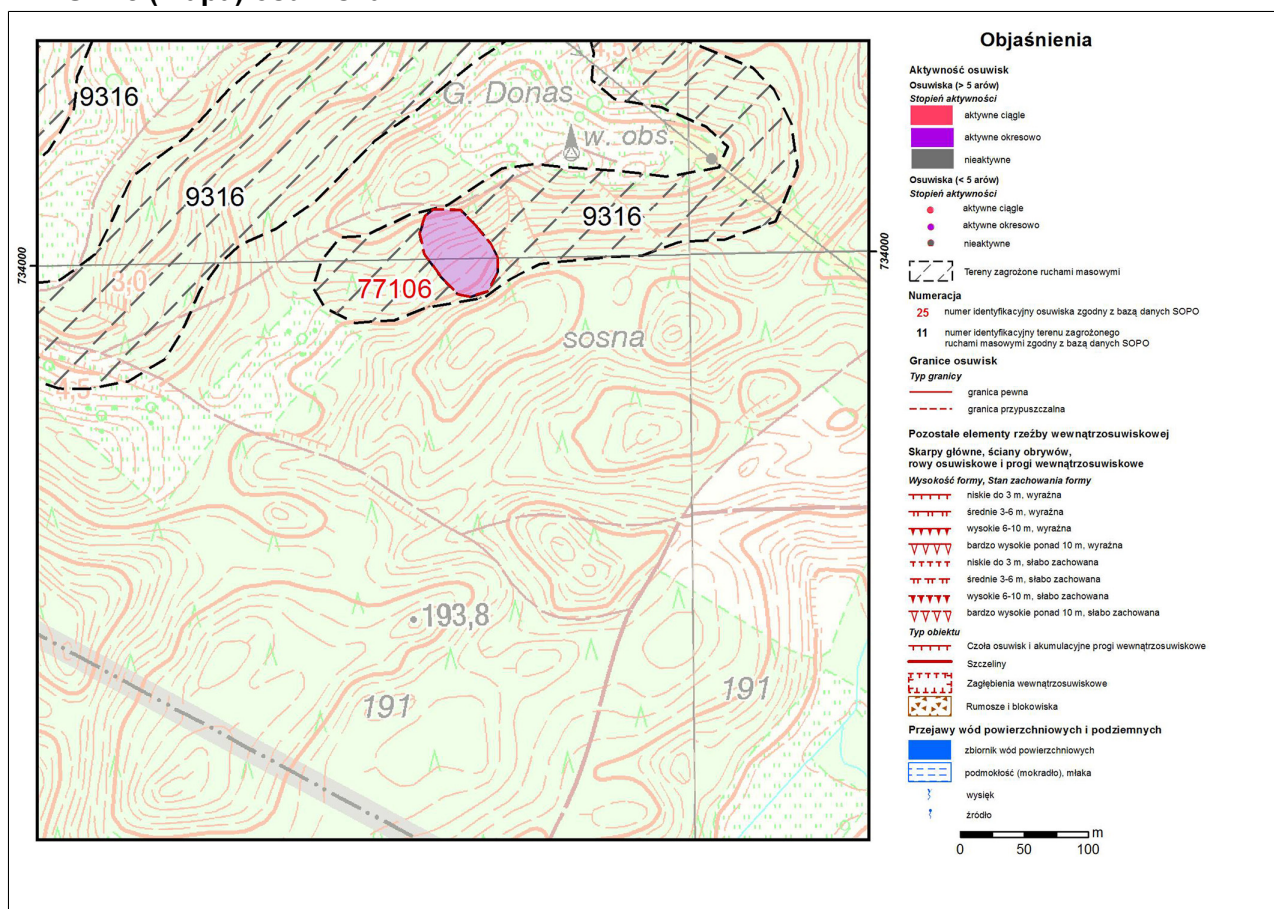 9316
4,5
G. Donas
w. obs.
9316
9316
734000
734000
3,0
77106
sosna
4,5
193,8
191
191
Objaśnienia
Aktywność osuwisk
Osuwiska (> 5 arów)
Stopień aktywności
aktywne ciągle
aktywne okresowo
nieaktywne
Osuwiska (< 5 arów)
Stopień aktywności
aktywne ciągle
aktywne okresowo
nieaktywne
Tereny zagrożone ruchami masowymi
Numeracja
25 numer identyfikacyjny osuwiska zgodny z bazą danych SOPO
11 numer identyfikacyjny terenu zagrożonego
ruchami masowymi zgodny z bazą danych SOPO
Granice osuwisk
Typ granicy
granica pewna
granica przypuszczalna
Pozostałe elementy rzeźby wewnątrzosuwiskowej
Skarpy główne, ściany obrywów,
rowy osuwiskowe i progi wewnątrzosuwiskowe
Wysokość formy, Stan zachowania formy
niskie do 3 m, wyraźna
średnie 3-6 m, wyraźna
wysokie 6-10 m, wyraźna
bardzo wysokie ponad 10 m, wyraźna
niskie do 3 m, słabo zachowana
średnie 3-6 m, słabo zachowana
wysokie 6-10 m, słabo zachowana
bardzo wysokie ponad 10 m, słabo zachowana
Typ obiektu
Czoła osuwisk i akumulacyjne progi wewnątrzosuwiskowe
Szczeliny
Zagłębienia wewnątrzosuwiskowe
Rumosze i blokowiska
Przejawy wód powierzchniowych i podziemnych
zbiornik wód powierzchniowych
podmokłość (mokradło), młaka
wysięk
źródło
m
0 50 100